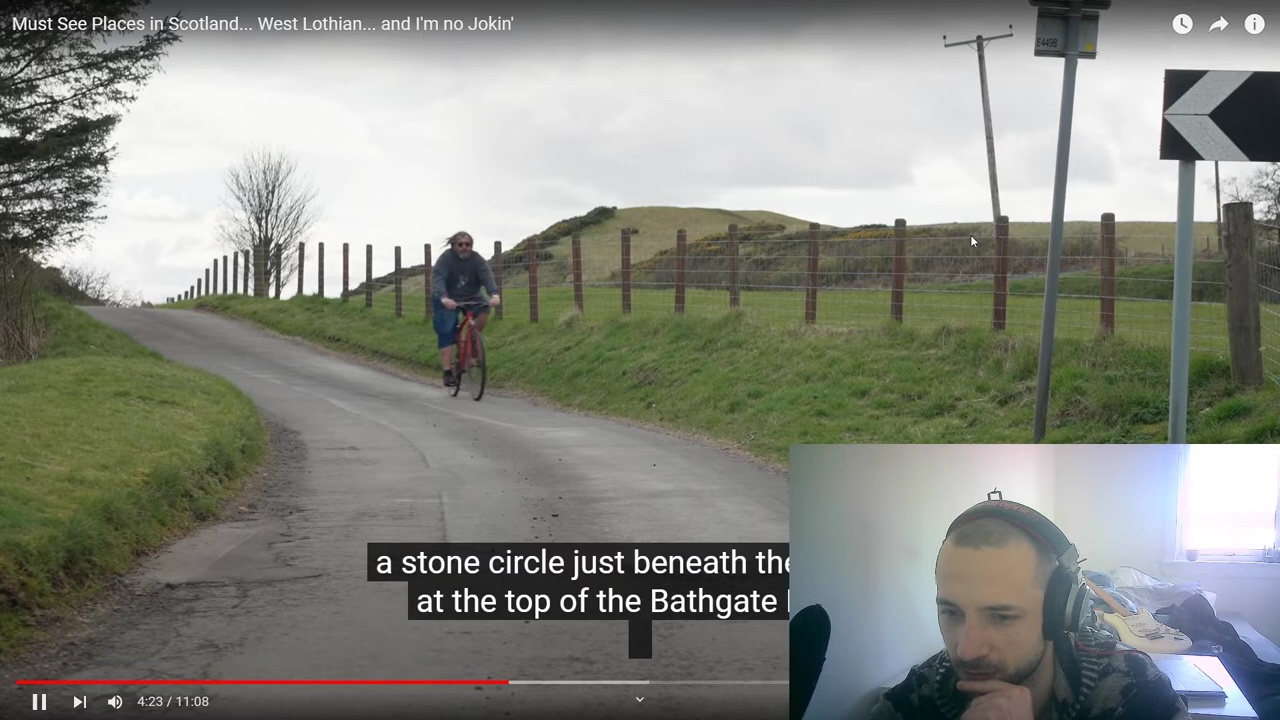 Must See Places in Scotland... West Lothian... and I'm no Jokin'
E449B
a stone circle just beneath the
at the top of the Bathgate
4:23 / 11:08